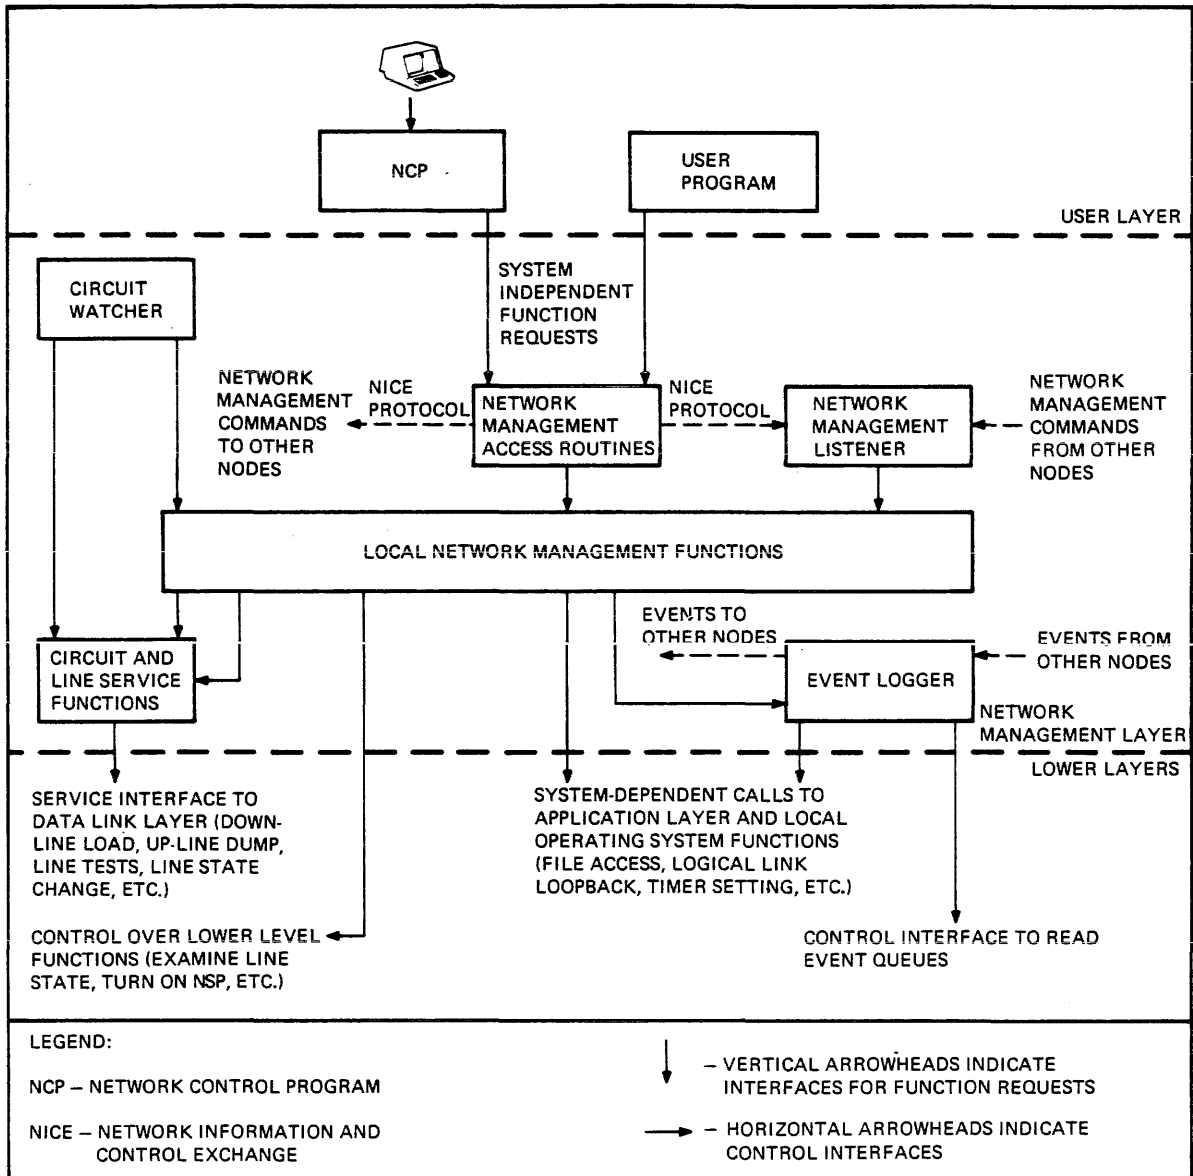 NCP
USER
PROGRAM
USER LAYER
CIRCUIT
WATCHER
SYSTEM
INDEPENDENT
FUNCTION
REQUESTS
NETWORK
MANAGEMENT
COMMANDS
TO OTHER
NODES
NICE
PROTOCOL
NETWORK
MANAGEMENT
ACCESS ROUTINES
NICE
PROTOCOL
NETWORK
MANAGEMENT
LISTENER
NETWORK
MANAGEMENT
COMMANDS
FROM OTHER
NODES
LOCAL NETWORK MANAGEMENT FUNCTIONS
CIRCUIT AND
LINE SERVICE
FUNCTIONS
EVENTS TO
OTHER NODES
EVENT LOGGER
EVENTS FROM
OTHER NODES
NETWORK
MANAGEMENT LAYER
LOWER LAYERS
SERVICE INTERFACE TO
DATA LINK LAYER (DOWN-
LINE LOAD, UP-LINE DUMP,
LINE TESTS, LINE STATE
CHANGE, ETC.)
SYSTEM-DEPENDENT CALLS TO
APPLICATION LAYER AND LOCAL
OPERATING SYSTEM FUNCTIONS
(FILE ACCESS, LOGICAL LINK
LOOPBACK, TIMER SETTING, ETC.)
CONTROL OVER LOWER LEVEL
FUNCTIONS (EXAMINE LINE
STATE, TURN ON NSP, ETC.)
CONTROL INTERFACE TO READ
EVENT QUEUES
LEGEND:
NCP – NETWORK CONTROL PROGRAM
NICE – NETWORK INFORMATION AND
CONTROL EXCHANGE
– VERTICAL ARROWHEADS INDICATE
INTERFACES FOR FUNCTION REQUESTS
– HORIZONTAL ARROWHEADS INDICATE
CONTROL INTERFACES